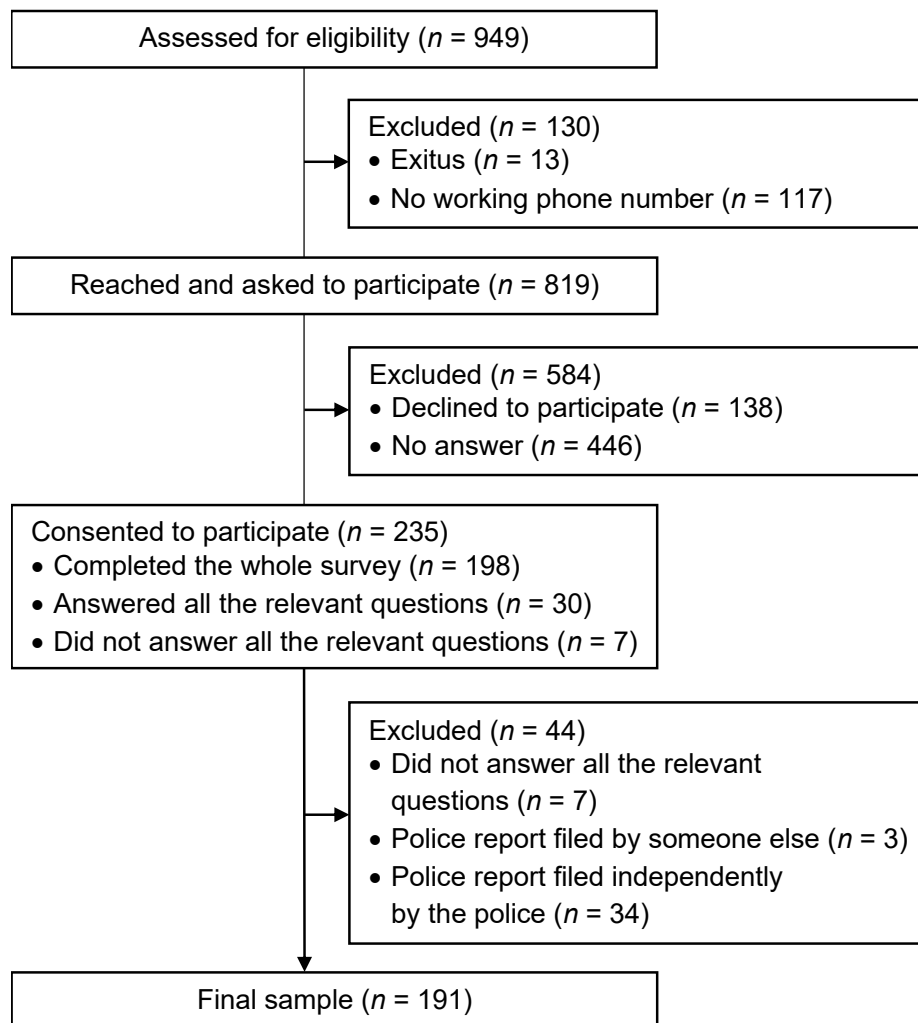 Assessed for eligibility (n = 949)
Excluded (n = 130)
• Exitus (n = 13)
• No working phone number (n = 117)
Reached and asked to participate (n = 819)
Excluded (n = 584)
• Declined to participate (n = 138)
• No answer (n = 446)
Consented to participate (n = 235)
• Completed the whole survey (n = 198)
• Answered all the relevant questions (n = 30)
• Did not answer all the relevant questions (n = 7)
Excluded (n = 44)
• Did not answer all the relevant
questions (n = 7)
• Police report filed by someone else (n = 3)
• Police report filed independently
by the police (n = 34)
Final sample (n = 191)